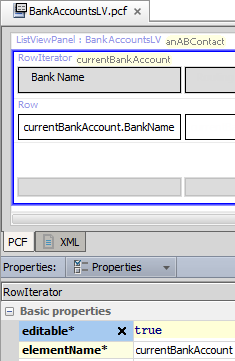 BankAccountsLV.pcf
ListViewPanel : BankAccountsLV anABContact
RowIterator currentBankAccount
Bank Name
Row
currentBankAccount.BankName
PCF XML
Properties: Properties
RowIterator
Basic properties
editable* true
elementName* currentBankAccount